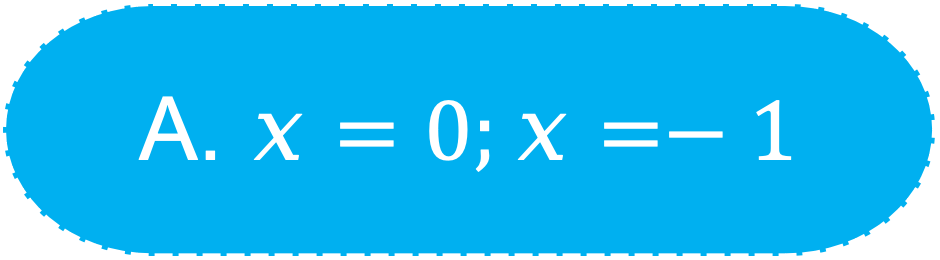 A. x = 0; x =− 1